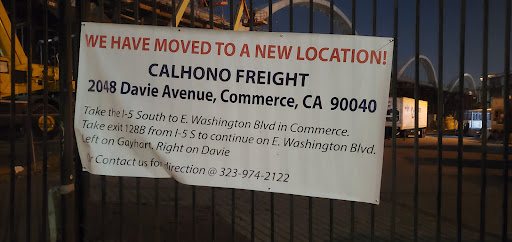 WE HAVE MOVED TO A NEW LOCATION!
CALHONO FREIGHT
2048 Davie Avenue, Commerce, CA 90040
Take the I-5 South to E. Washington Blvd in Commerce.
Take exit 128B from I-5 S to continue on E. Washington Blvd.
Left on Gayhart, Right on Davie
Or Contact us for direction @ 323-974-2122